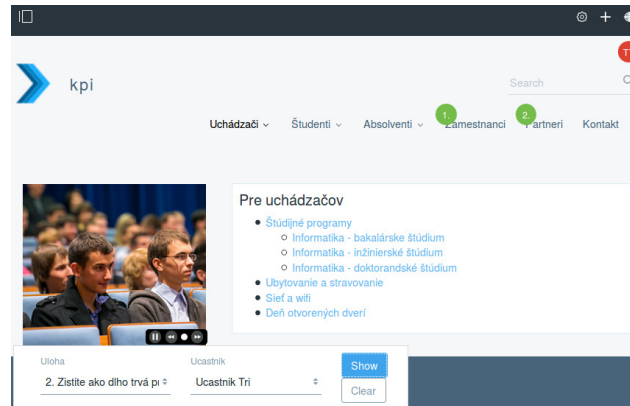 kpi
Search
T
Uchádzači Študenti Absolventi 1. Zamestnanci 2. Partneri Kontakt
Pre uchádzačov
Študijné programy
Informatika - bakalárske štúdium
Informatika - inžinierské štúdium
Informatika - doktorandské štúdium
Ubytovanie a stravovanie
Sieť a wifi
Deň otvorených dverí
Uloha Ucastnik
2. Zistite ako dlho trvá Ucastnik Tri
Show
Clear